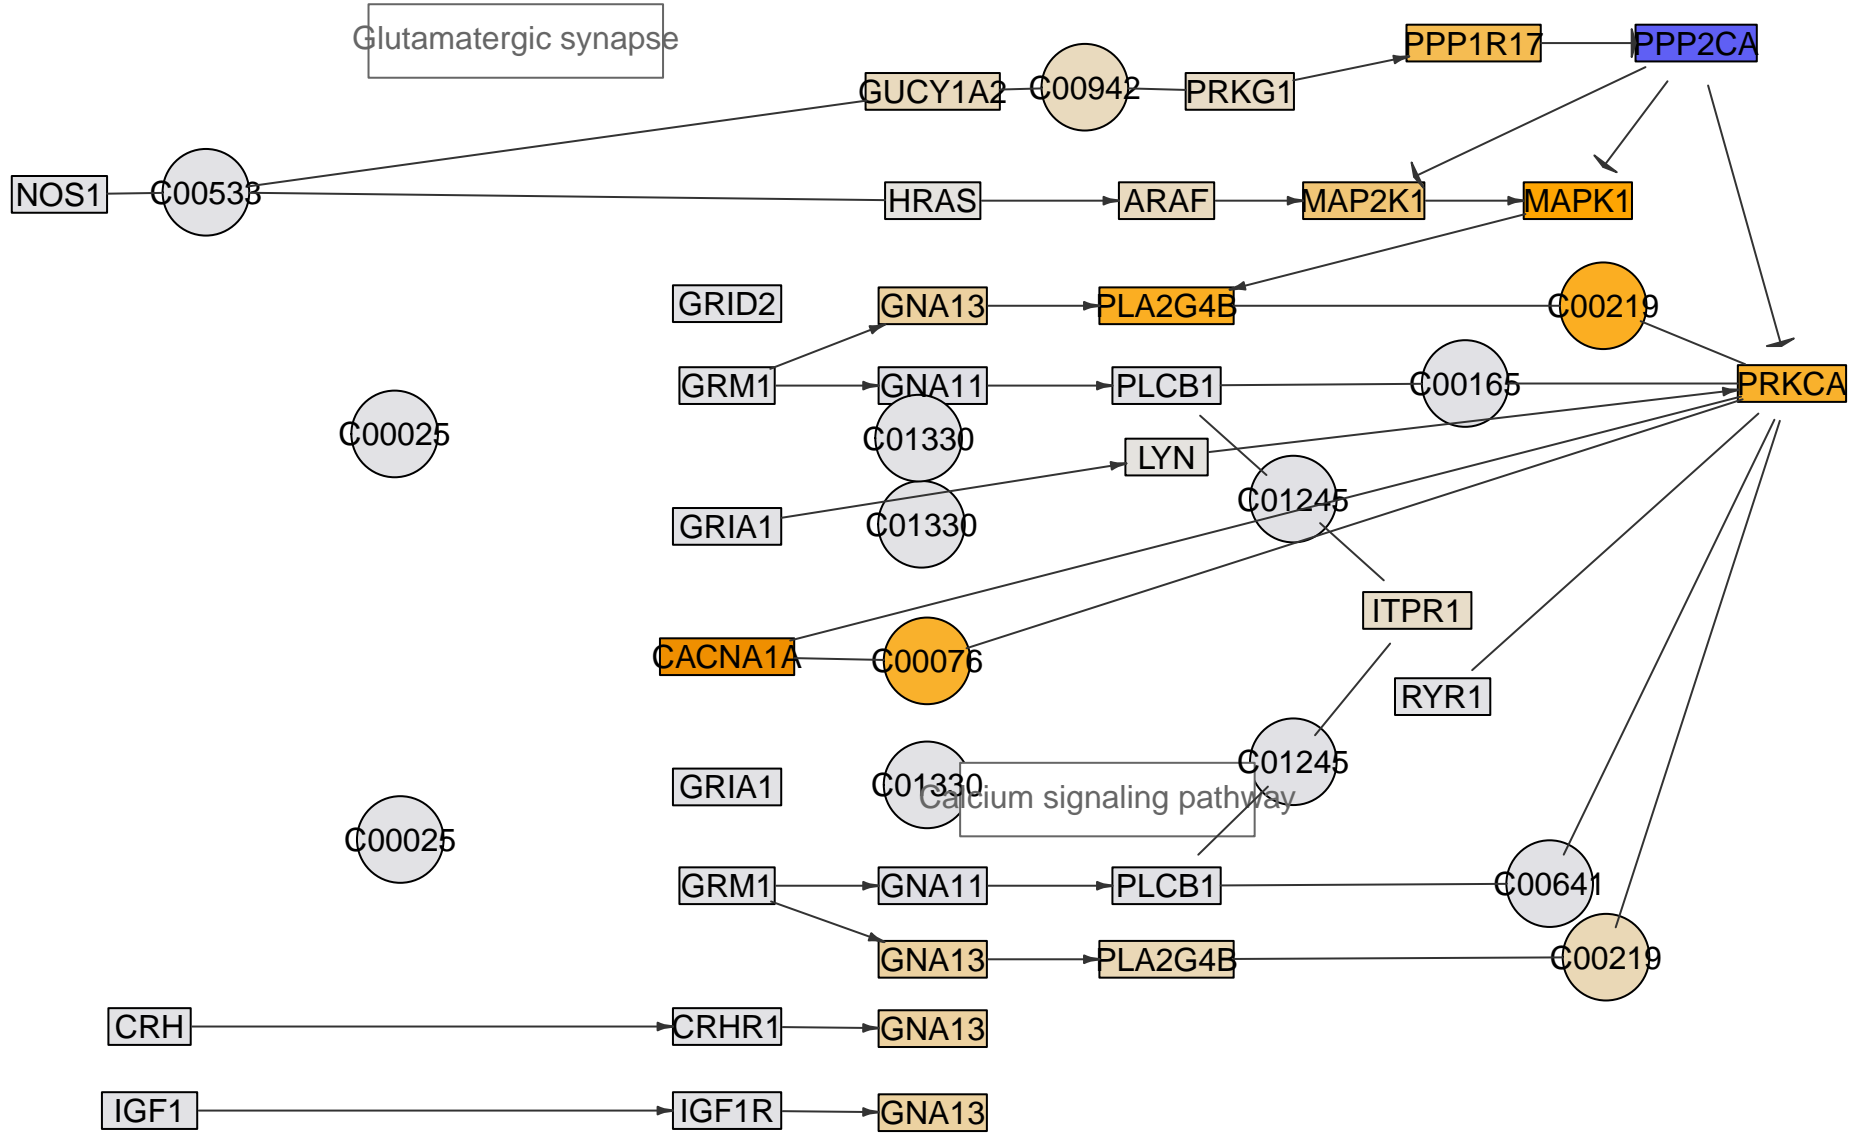 Glutamatergic synapse
PPP1R17
PPP2CA
GUCY1A2
C00942
PRKG1
NOS1
C00533
HRAS
ARAF
MAP2K1
MAPK1
GRID2
GNA13
PLA2G4B
C00219
GRM1
GNA11
PLCB1
C00165
PRKCA
C00025
C01330
LYN
GRIA1
C01330
C01245
ITPR1
CACNA1A
C00076
RYR1
GRIA1
C01330
C01245
Calcium signaling pathway
C00025
GRM1
GNA11
PLCB1
C00641
GNA13
PLA2G4B
C00219
CRH
CRHR1
GNA13
IGF1
IGF1R
GNA13